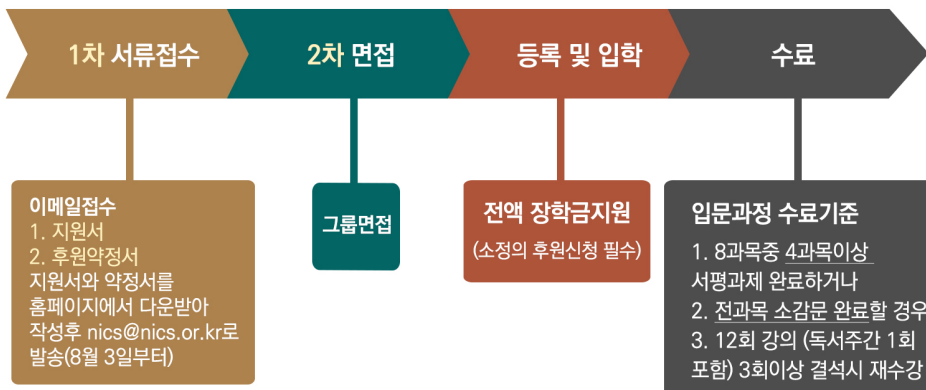 1차 서류접수
2차 면접
등록 및 입학
수료
이메일접수
1. 지원서
2. 후원약정서
지원서와 약정서를
홈페이지에서 다운받아
작성후 nics@nics.or.kr로
발송(8월 3일부터)
그룹면접
전액 장학금지원
(소정의 후원신청 필수)
입문과정 수료기준
1. 8과목중 4과목이상
서평과제 완료하거나
2. 전과목 소감문 완료할 경우
3. 12회 강의 (독서주간 1회
포함) 3회이상 결석시 재수강